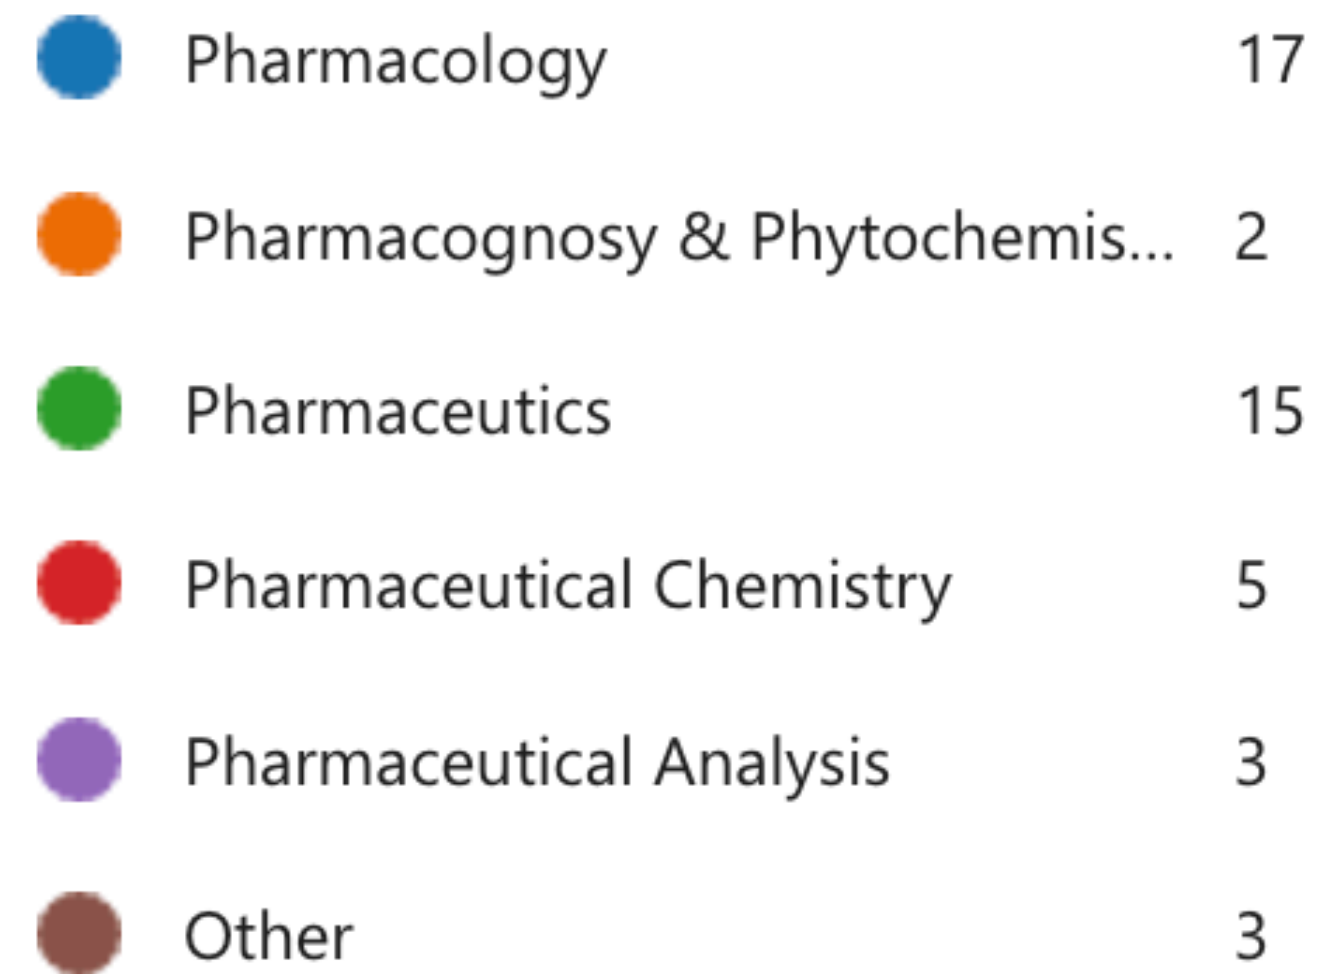 Pharmacology 17
Pharmacognosy & Phytochemis... 2
Pharmaceutics 15
Pharmaceutical Chemistry 5
Pharmaceutical Analysis 3
Other 3